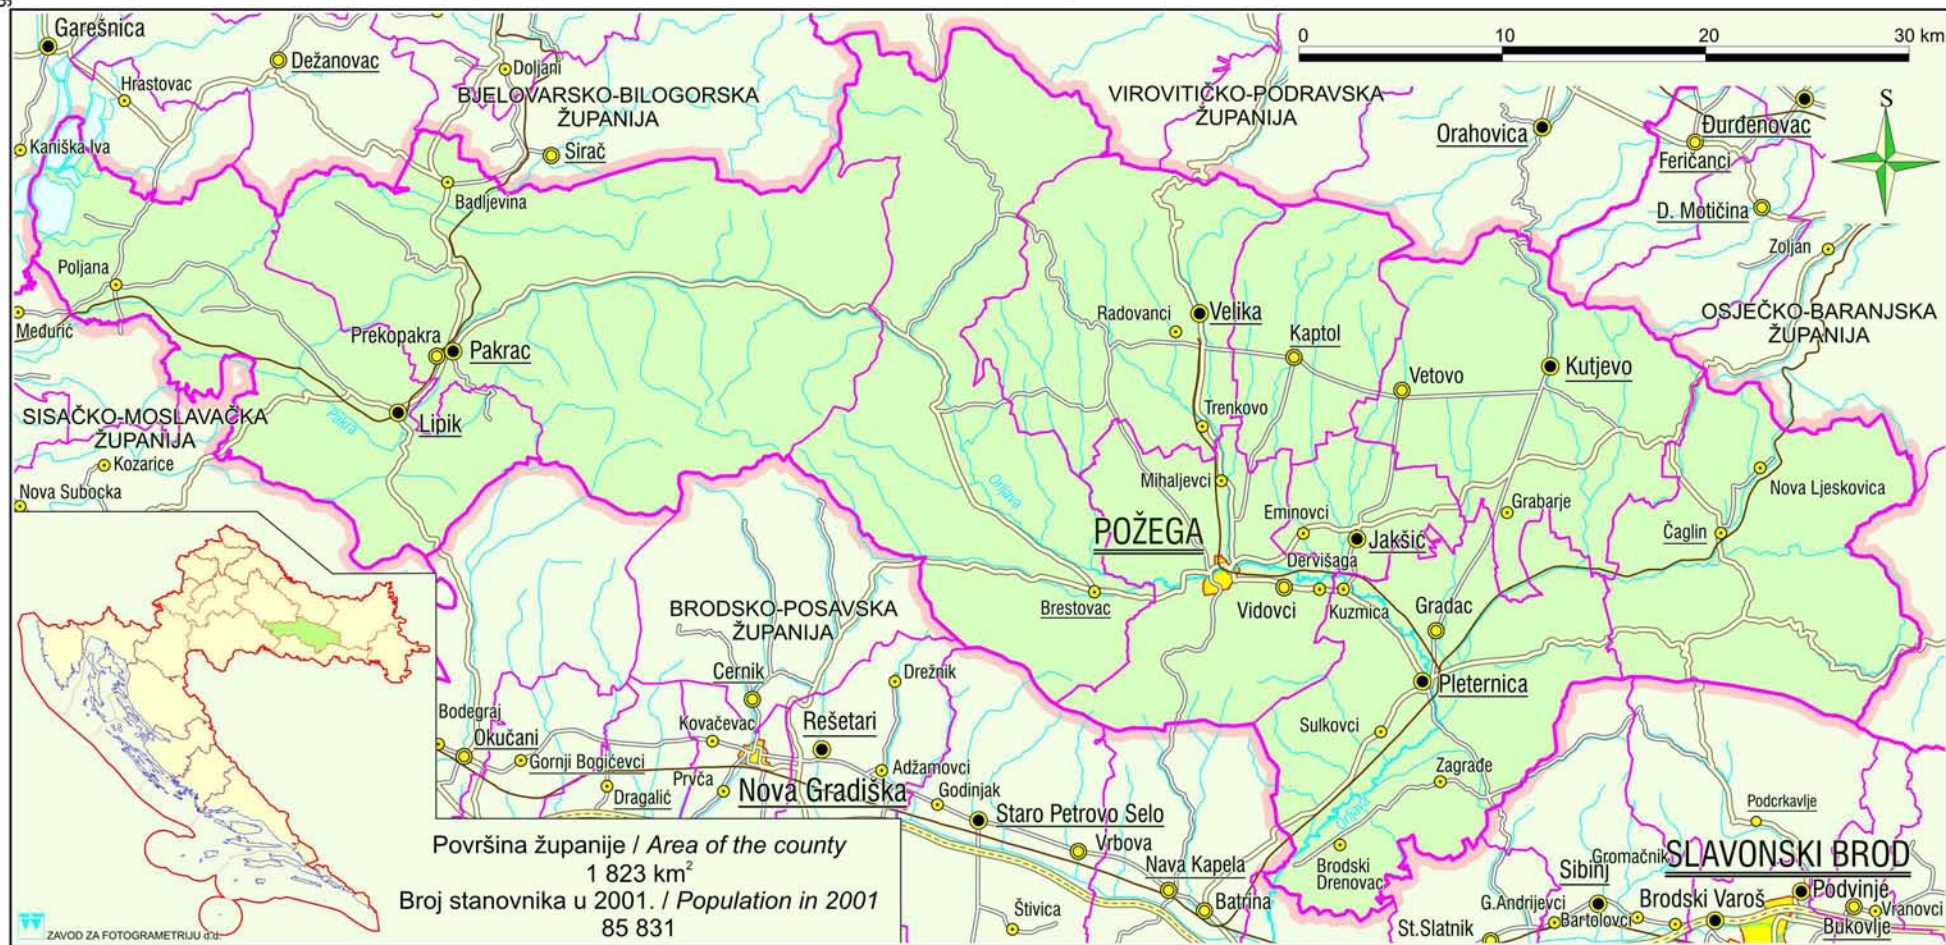 Garešnica
Dežanovac
Hrastovac
Doljani
BJELOVARSKO-BILOGORSKA
ŽUPANIJA
VIROVITIČKO-PODRAVSKA
ŽUPANIJA
0 10 20 30 km
S
Orahovica
Đurđenovac
Feričanci
D. Motičina
Zoljan
Kaniška Iva
Sirač
Badljevina
Poljana
Međurić
Prekopakra
Pakrac
Lipik
Pakra
SISAČKO-MOSLAVAČKA
ŽUPANIJA
Kozarice
Nova Subocka
Radovanci
Velika
Kaptol
Vetovo
Kutjevo
OSJEČKO-BARANJSKA
ŽUPANIJA
Trenkovo
Mihaljevci
Orljava
Eminovci
Grabarje
Nova Ljeskovica
Čaglin
POŽEGA
Jakšić
Dervišaga
Brestovac
Vidovci
Kuzmica
Gradac
BRODSKO-POSAVSKA
ŽUPANIJA
Cernik
Drežnik
Pleternica
Sulkovci
Zagrađe
Bodegraj
Okučani
Kovačevac
Rešetari
Gornji Bogićevci
Prvča
Adžamovci
Dragalić
Nova Gradiška
Godinjak
Staro Petrovo Selo
Vrbova
Nava Kapela
Batrina
Štivica
Orljava
Brodski
Drenovac
Podcrkavlje
Gromačnik
SLAVONSKI BROD
Sibinj
G.Andrijevci
Bartolovci
Brodski Varoš
Podvinje
Vranovci
Bukovlje
St.Slatnik
Površina županije / Area of the county
1 823 km²
Broj stanovnika u 2001. / Population in 2001
85 831
ZAVOD ZA FOTOGRAMETRIJU d.d.